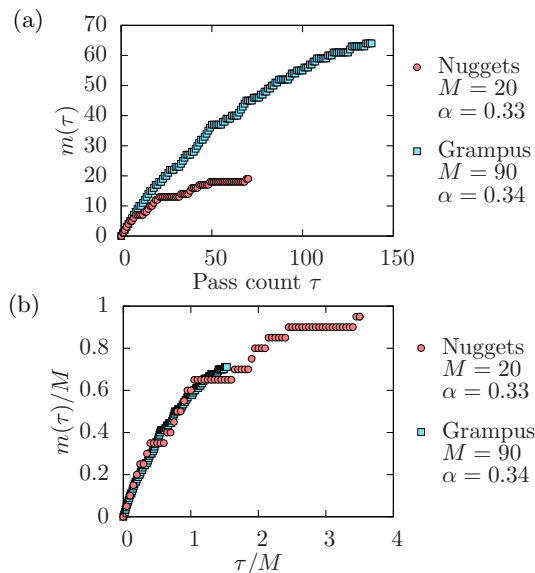 (a)
70
60
50
40
30
20
10
0
m(τ)
0 50 100 150
Pass count τ
Nuggets
M = 20
α = 0.33
Grampus
M = 90
α = 0.34
(b)
1
0.8
0.6
0.4
0.2
0
m(τ)/M
0 1 2 3 4
τ/M
Nuggets
M = 20
α = 0.33
Grampus
M = 90
α = 0.34